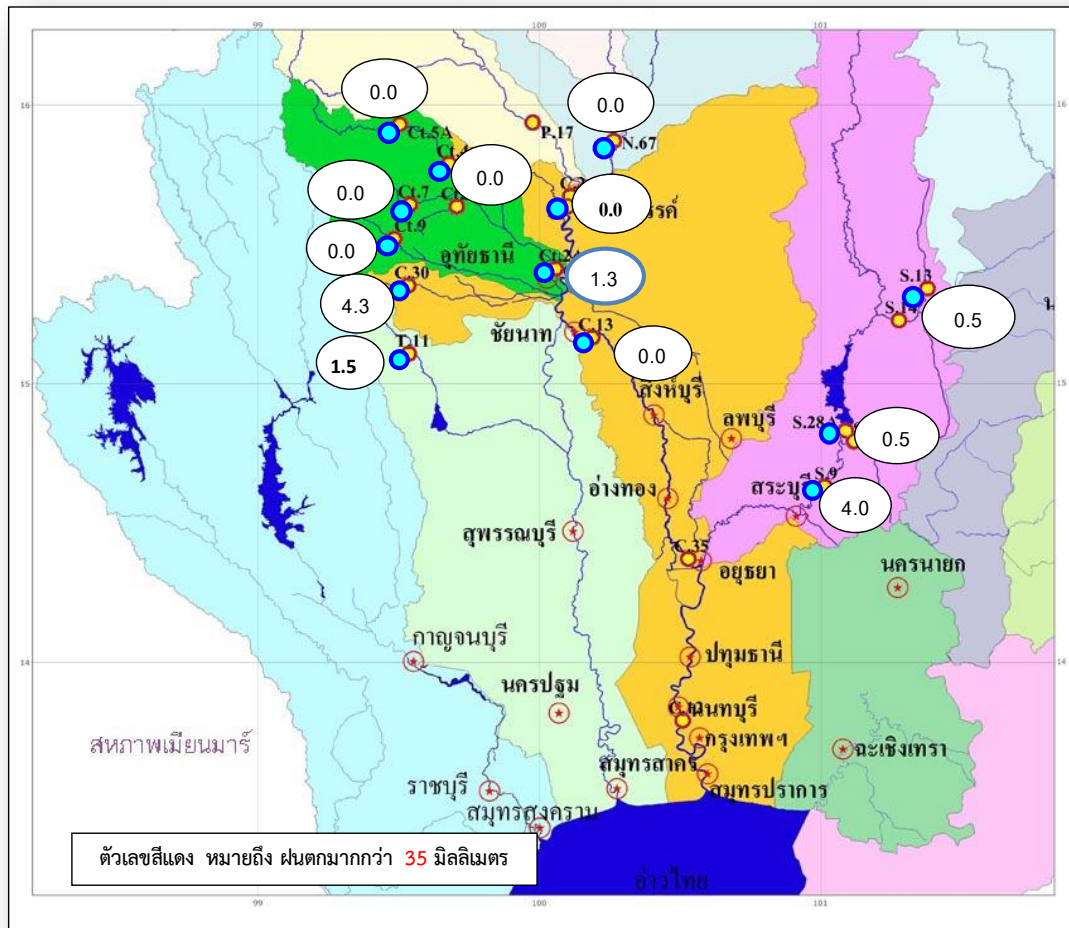 99 100 101
16
0.0 0.0
Ct.5A P.17 N.67
0.0 0.0
Ct.7 0.0
Ct.9
0.0 อุทัยธานี Ct.2
1.3
C.30
4.3 S.13
ชัยนาท C.13 S.14 0.5
T.11
1.5 0.0
15 สิงห์บุรี
ลพบุรี S.28 0.5
อ่างทอง สระบุรี S.9
4.0
สุพรรณบุรี
C.35
อยุธยา นครนายก
กาญจนบุรี ปทุมธานี 14
นครปฐม
นนทบุรี
สหภาพเมียนมาร์ กรุงเทพฯ ฉะเชิงเทรา
สมุทรสาคร
ราชบุรี สมุทรปราการ
สมุทรสงคราม
ตัวเลขสีแดง หมายถึง ฝนตกมากกว่า 35 มิลลิเมตร
อ่าวไทย
99 100 101